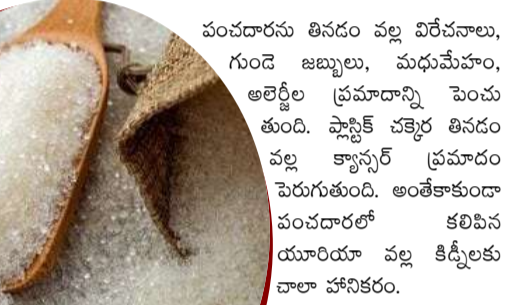 పంచదారను తినడం వల్ల విరేచనాలు,
గుండె జబ్బులు, మధుమేహం,
అలెర్జీల ప్రమాదాన్ని పెంచు
తుంది. ప్లాస్టిక్ చక్కెర తినడం
వల్ల క్యాన్సర్ ప్రమాదం
పెరుగుతుంది. అంతేకాకుండా
పంచదారలో కలిపిన
యూరియా వల్ల కిడ్నీలకు
చాలా హానికరం.